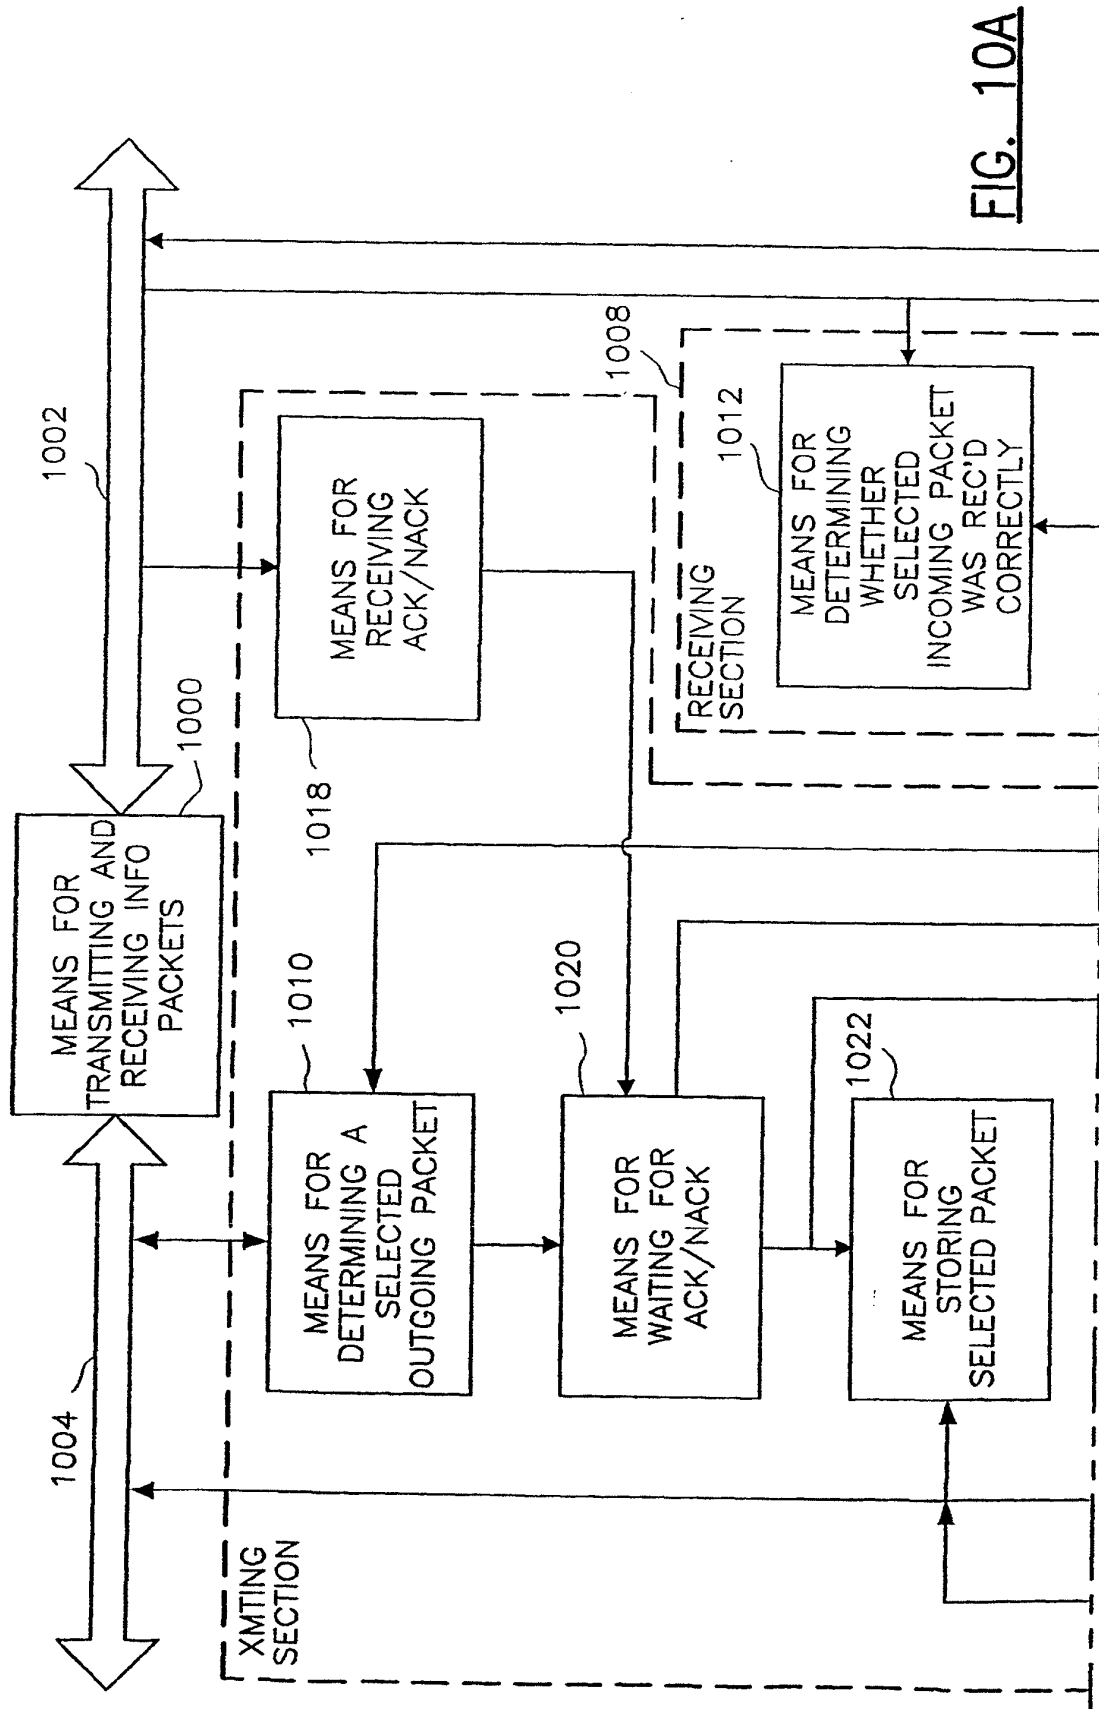 1004
MEANS FOR
TRANSMITTING AND
RECEIVING INFO
PACKETS
1000
1002
XMTING
SECTION
MEANS FOR
DETERMINING A
SELECTED
OUTGOING PACKET
1010
1018
MEANS FOR
RECEIVING
ACK/NACK
MEANS FOR
WAITING FOR
ACK/NACK
1020
MEANS FOR
STORING
SELECTED PACKET
1022
RECEIVING
SECTION
1008
MEANS FOR
DETERMINING
WHETHER
SELECTED
INCOMING PACKET
WAS REC'D
CORRECTLY
1012
FIG. 10A